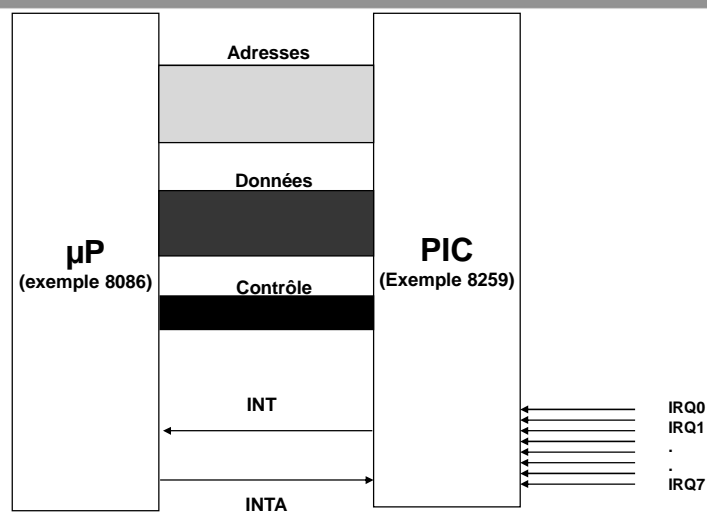 Adresses
Données
µP
(exemple 8086)
PIC
(Exemple 8259)
Contrôle
INT
INTA
IRQ0
IRQ1
.
.
IRQ7